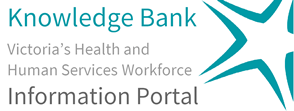 Knowledge Bank
Victoria's Health and
Human Services Workforce
Information Portal